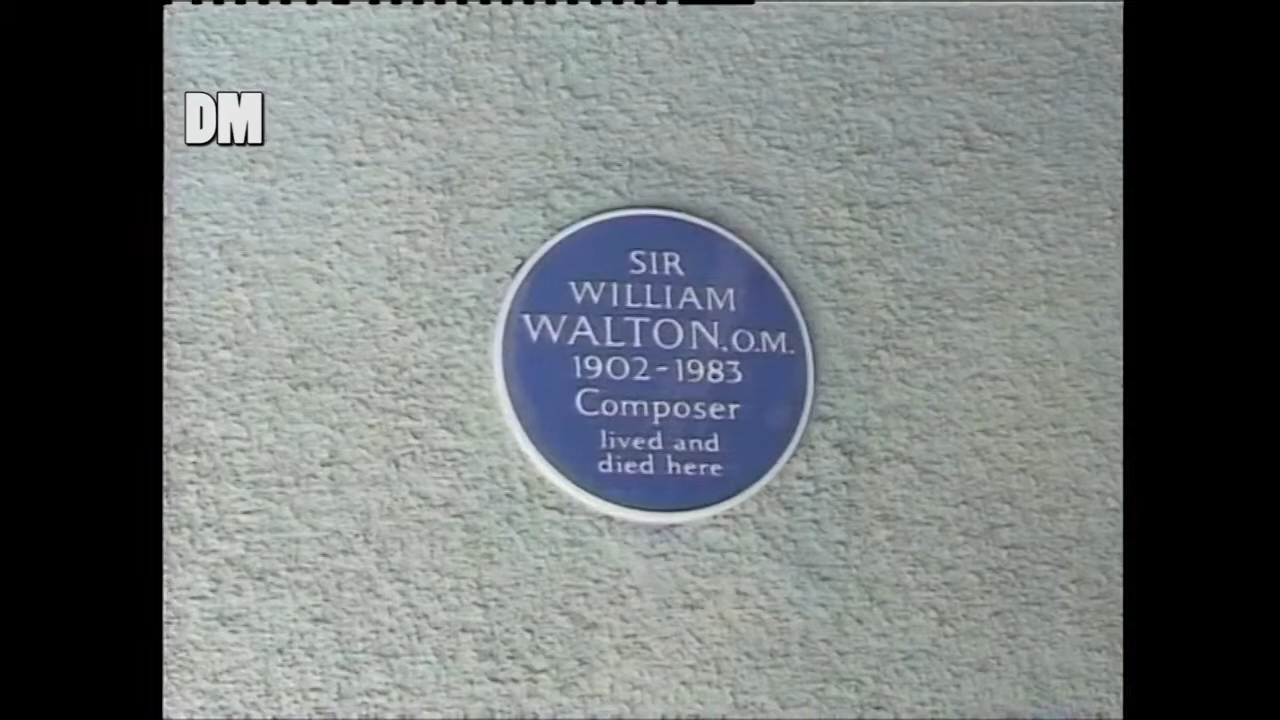 DM
SIR
WILLIAM
WALTON.O.M.
1902-1983
Composer
lived and
died here